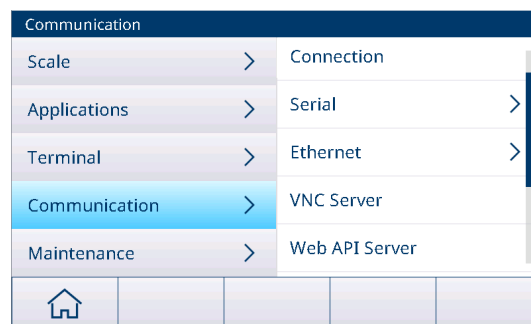 Communication
Scale
Applications
Terminal
Communication
Maintenance
Connection
Serial
Ethernet
VNC Server
Web API Server